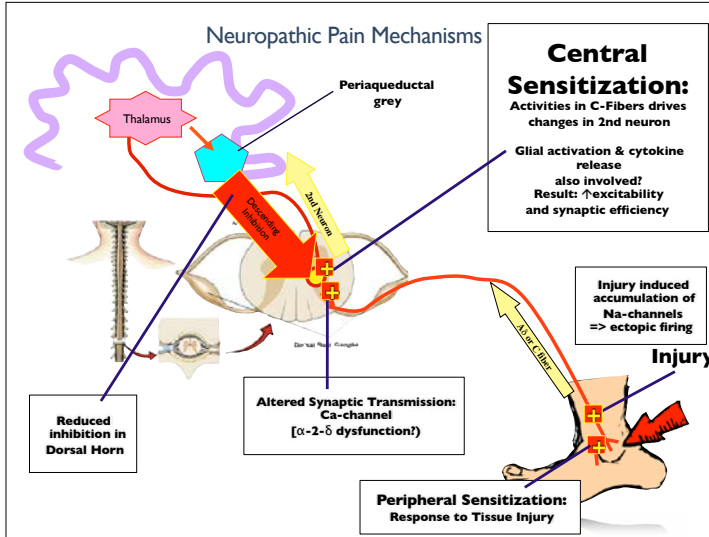 Neuropathic Pain Mechanisms
Central
Sensitization:
Activities in C-Fibers drives
changes in 2nd neuron
Glial activation & cytokine
release
also involved?
Result: ↑excitability
and synaptic efficiency
Periaqueductal
grey
Thalamus
Descending
Inhibition
2nd Neuron
Injury induced
accumulation of
Na-channels
=> ectopic firing
Injury
Aδ or C fiber
Dorsal Root Ganglia
Reduced
inhibition in
Dorsal Horn
Altered Synaptic Transmission:
Ca-channel
[α-2-δ dysfunction?)
Peripheral Sensitization:
Response to Tissue Injury